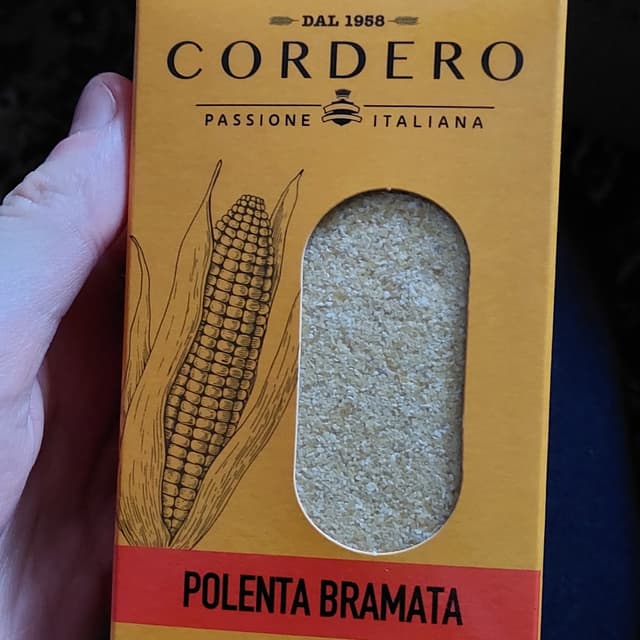 DAL 1958
CORDERO
PASSIONE ITALIANA
POLENTA BRAMATA